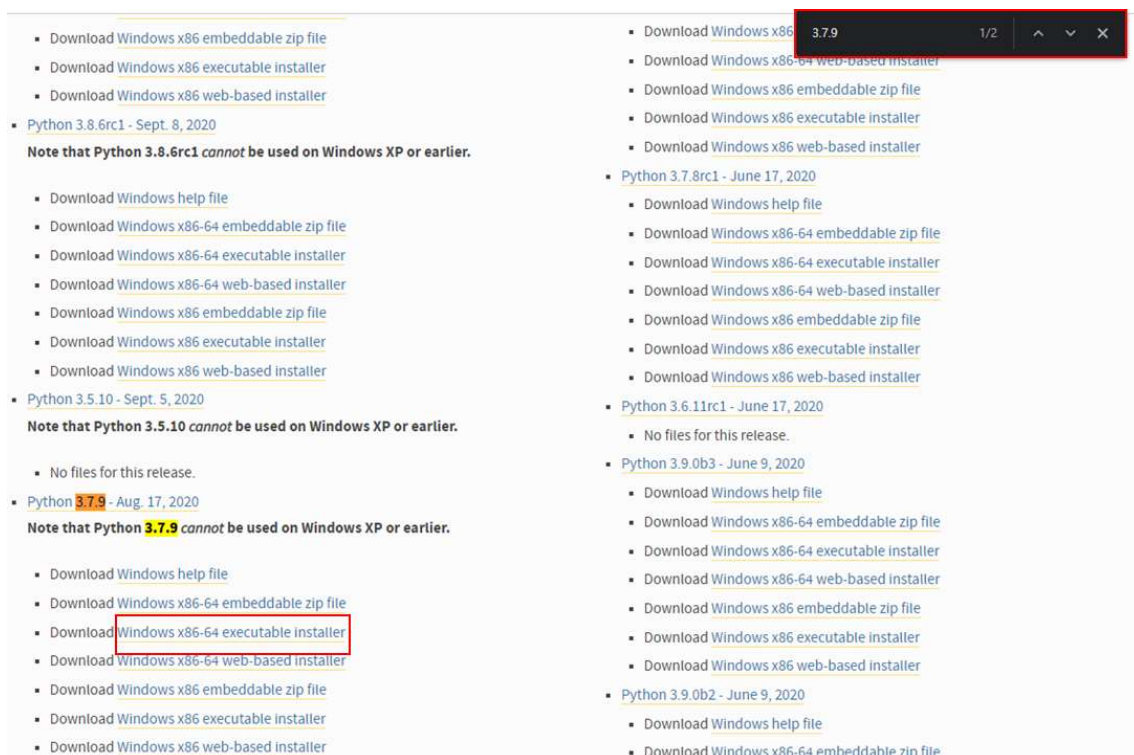 Download Windows x86 embeddable zip file
Download Windows x86 executable installer
Download Windows x86 web-based installer
Python 3.8.6rc1 - Sept. 8, 2020
Note that Python 3.8.6rc1 cannot be used on Windows XP or earlier.
Download Windows help file
Download Windows x86-64 embeddable zip file
Download Windows x86-64 executable installer
Download Windows x86-64 web-based installer
Download Windows x86 embeddable zip file
Download Windows x86 executable installer
Download Windows x86 web-based installer
Python 3.5.10 - Sept. 5, 2020
Note that Python 3.5.10 cannot be used on Windows XP or earlier.
No files for this release.
Python 3.7.9 - Aug. 17, 2020
Note that Python 3.7.9 cannot be used on Windows XP or earlier.
Download Windows help file
Download Windows x86-64 embeddable zip file
Download Windows x86-64 executable installer
Download Windows x86-64 web-based installer
Download Windows x86 embeddable zip file
Download Windows x86 executable installer
Download Windows x86 web-based installer
3.7.9 1/2
Download Windows x86
Download Windows x86-64 web-based installer
Download Windows x86 embeddable zip file
Download Windows x86 executable installer
Download Windows x86 web-based installer
Python 3.7.8rc1 - June 17, 2020
Download Windows help file
Download Windows x86-64 embeddable zip file
Download Windows x86-64 executable installer
Download Windows x86-64 web-based installer
Download Windows x86 embeddable zip file
Download Windows x86 executable installer
Download Windows x86 web-based installer
Python 3.6.11rc1 - June 17, 2020
No files for this release.
Python 3.9.0b3 - June 9, 2020
Download Windows help file
Download Windows x86-64 embeddable zip file
Download Windows x86-64 executable installer
Download Windows x86-64 web-based installer
Download Windows x86 embeddable zip file
Download Windows x86 executable installer
Download Windows x86 web-based installer
Python 3.9.0b2 - June 9, 2020
Download Windows help file
Download Windows x86-64 embeddable zip file